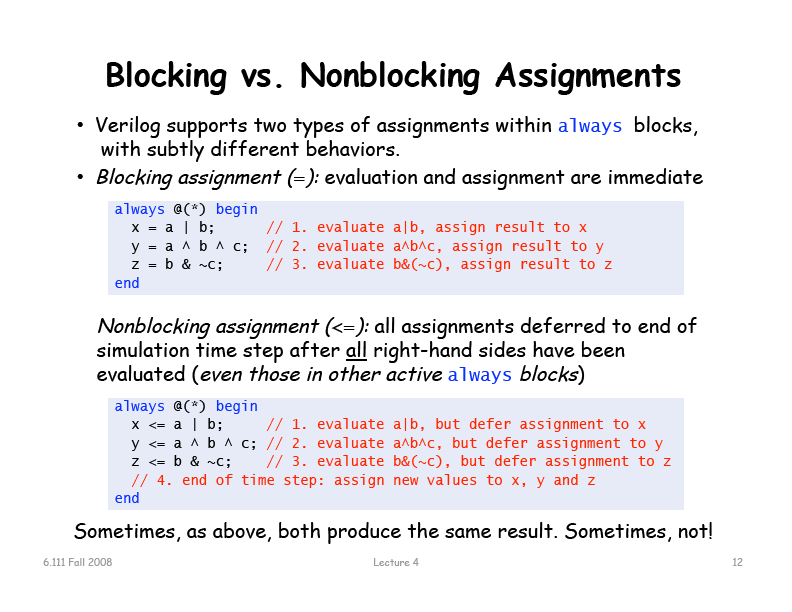 Blocking vs. Nonblocking Assignments
• Verilog supports two types of assignments within always blocks,
with subtly different behaviors.
• Blocking assignment (=): evaluation and assignment are immediate
always @(*) begin
x = a | b; // 1. evaluate a|b, assign result to x
y = a ^ b ^ c; // 2. evaluate a^b^c, assign result to y
z = b & ~c; // 3. evaluate b&(~c), assign result to z
end
Nonblocking assignment (<=): all assignments deferred to end of
simulation time step after all right-hand sides have been
evaluated (even those in other active always blocks)
always @(*) begin
x <= a | b; // 1. evaluate a|b, but defer assignment to x
y <= a ^ b ^ c; // 2. evaluate a^b^c, but defer assignment to y
z <= b & ~c; // 3. evaluate b&(~c), but defer assignment to z
// 4. end of time step: assign new values to x, y and z
end
Sometimes, as above, both produce the same result. Sometimes, not!
6.111 Fall 2008 Lecture 4 12